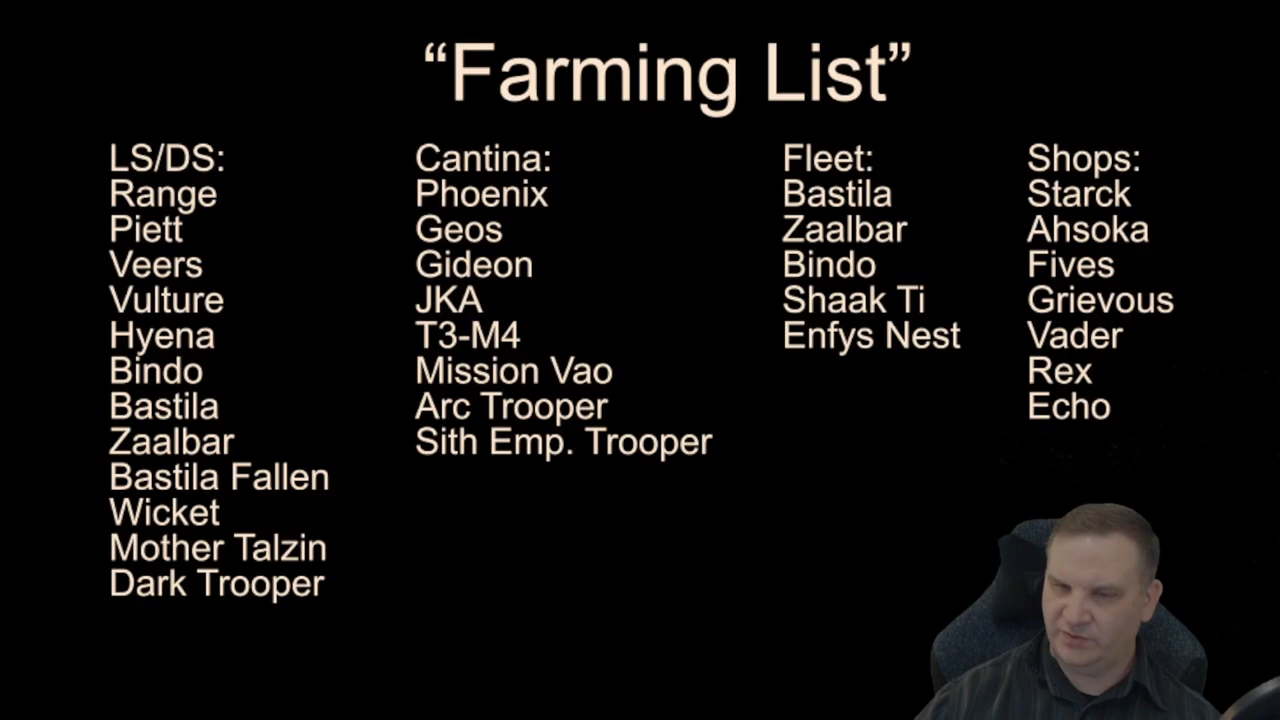 “Farming List”
LS/DS:
Range
Piett
Veers
Vulture
Hyena
Bindo
Bastila
Zaalbar
Bastila Fallen
Wicket
Mother Talzin
Dark Trooper
Cantina:
Phoenix
Geos
Gideon
JKA
T3-M4
Mission Vao
Arc Trooper
Sith Emp. Trooper
Fleet:
Bastila
Zaalbar
Bindo
Shaak Ti
Enfys Nest
Shops:
Starck
Ahsoka
Fives
Grievous
Vader
Rex
Echo